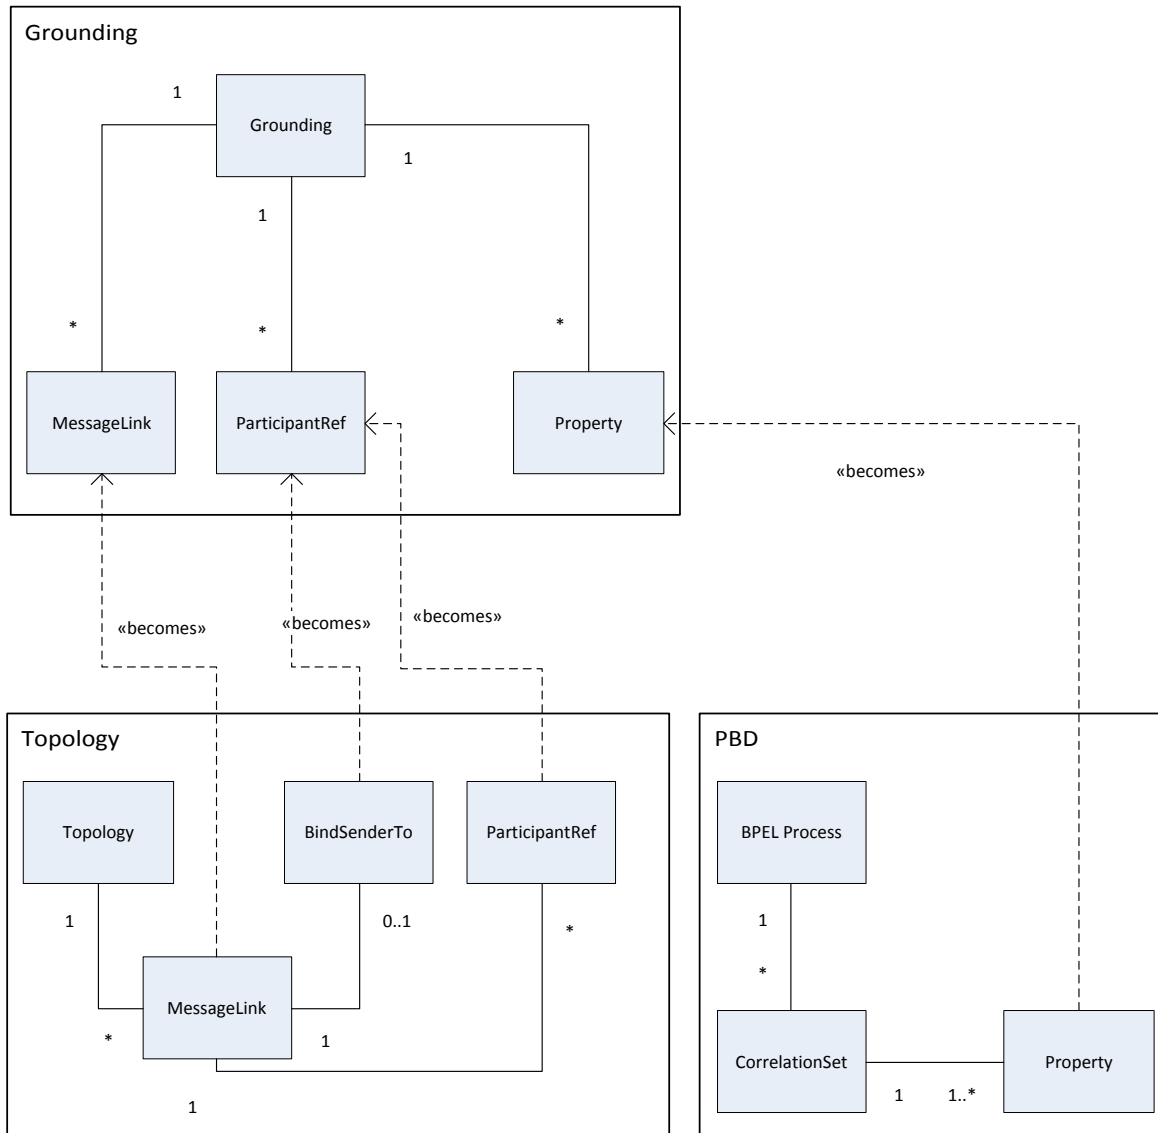 Grounding
1
Grounding
1
1
*
*
*
MessageLink
ParticipantRef
Property
«becomes»
«becomes»
«becomes»
«becomes»
Topology
PBD
Topology
BindSenderTo
ParticipantRef
BPEL Process
1
0..1
*
1
*
MessageLink
*
1
1
CorrelationSet
Property
1
1..*